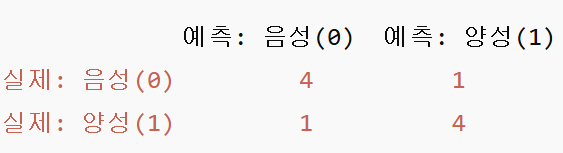 예측: 음성(0) 예측: 양성(1)
실제: 음성(0) 4 1
실제: 양성(1) 1 4